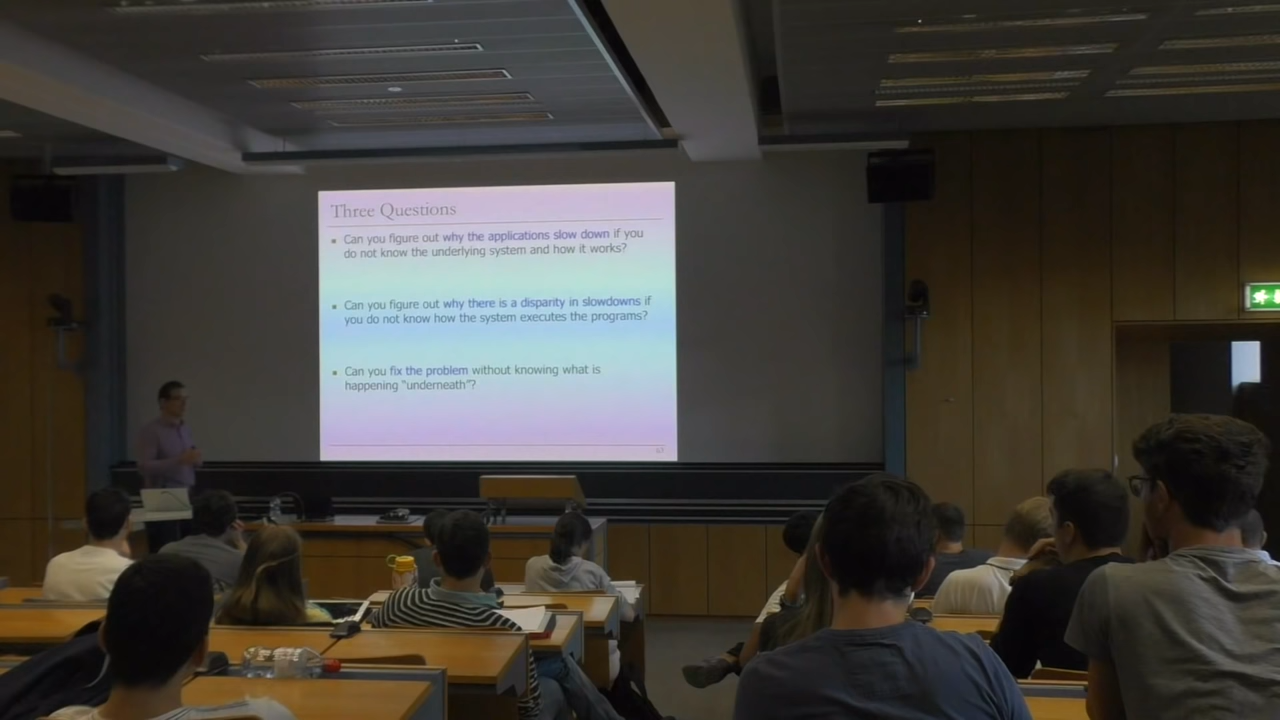 Three Questions
Can you figure out why the applications slow down if you
do not know the underlying system and how it works?
Can you figure out why there is a disparity in slowdowns if
you do not know how the system executes the programs?
Can you fix the problem without knowing what is
happening "underneath"?